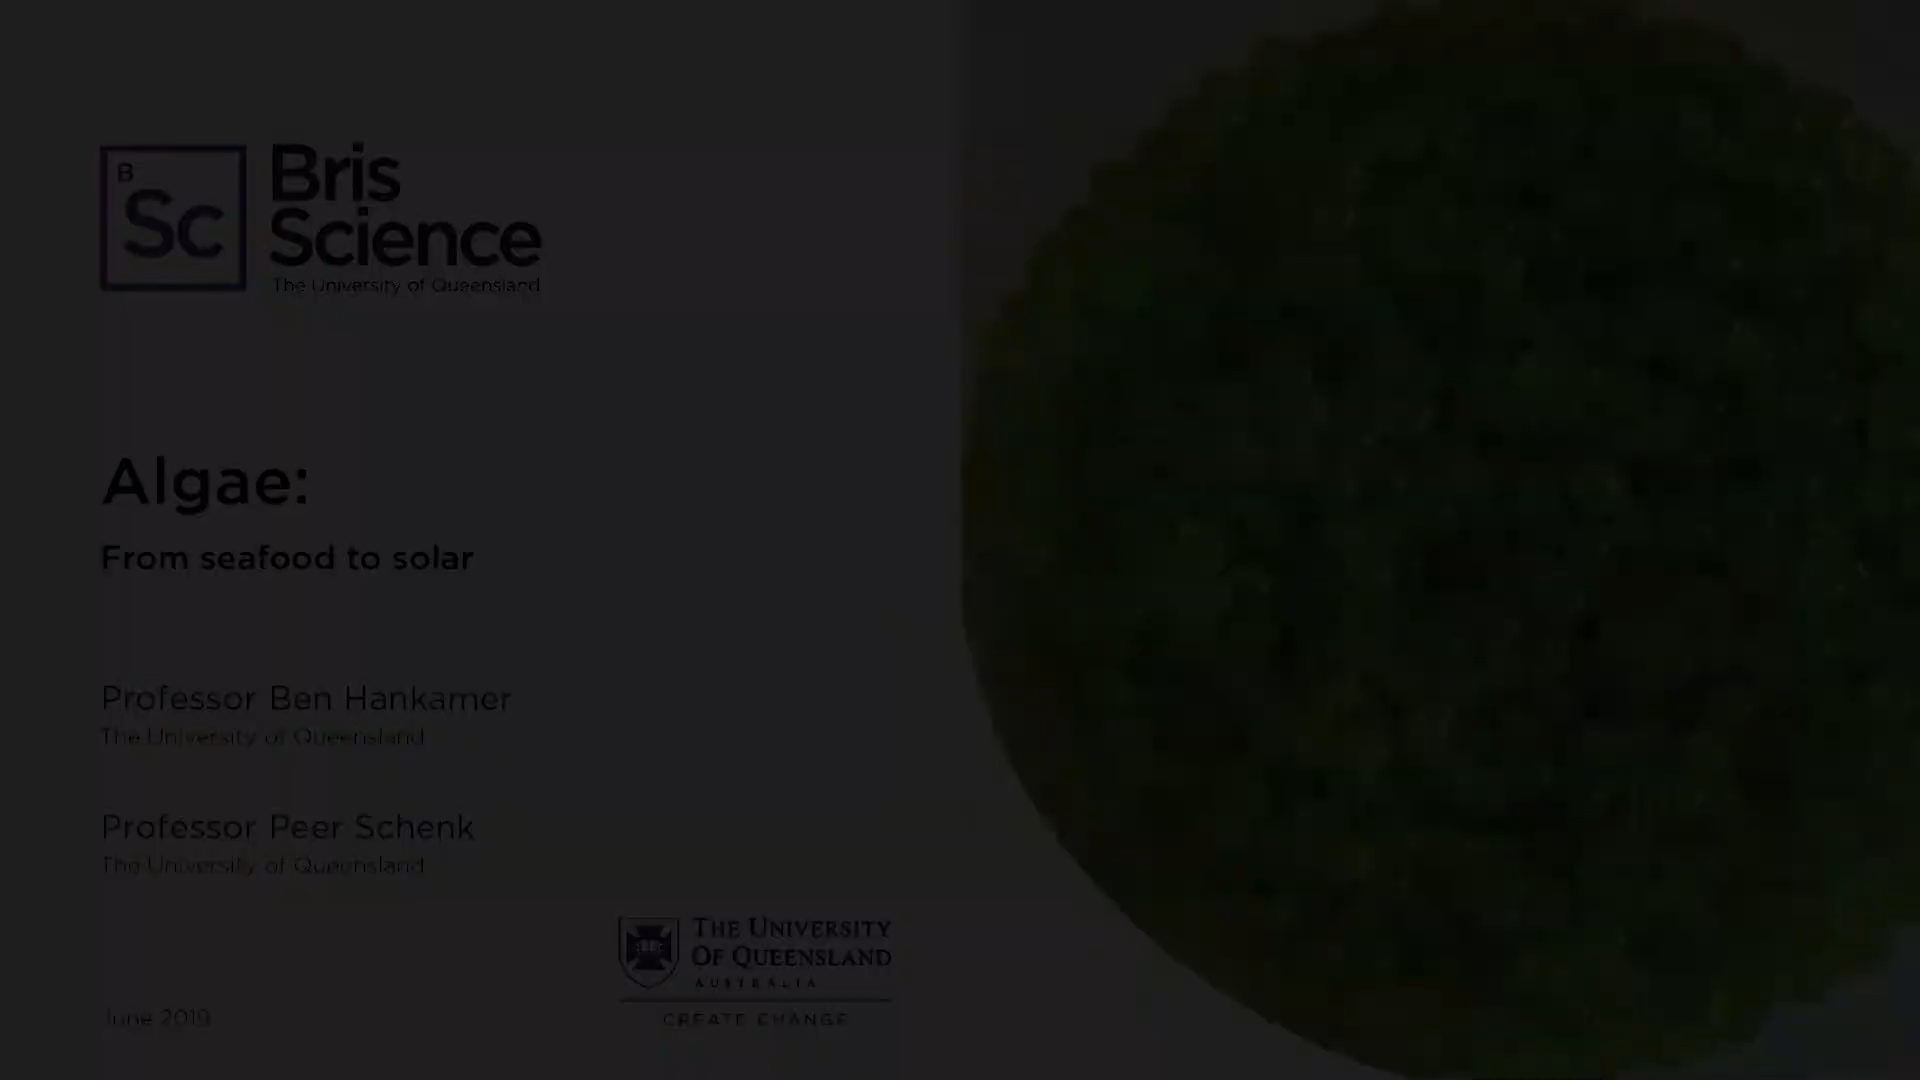 B
Sc
Bris
Science
The University of Queensland
Algae:
From seafood to solar
Professor Ben Hankamer
The University of Queensland
Professor Peer Schenk
The University of Queensland
THE UNIVERSITY
OF QUEENSLAND
AUSTRALIA
CREATE CHANGE
June 2019